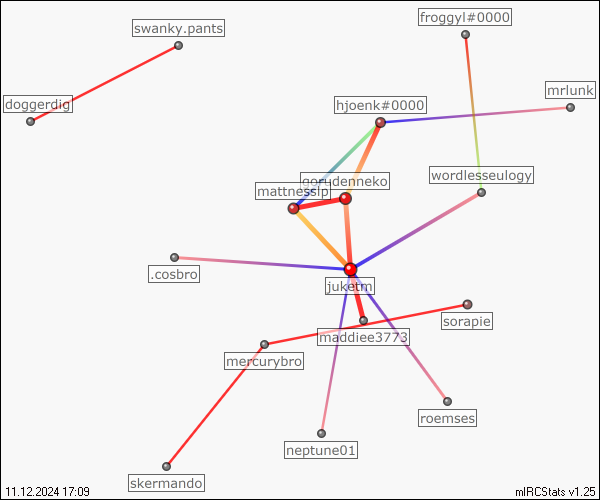 froggyl#0000
swanky.pants
mrlunk
doggerdig
hjoenk#0000
wordlesseulogy
gorudenneko
mattnesslp
.cosbro
juketm
sorapie
maddiee3773
mercurybro
roemses
neptune01
skermando
11.12.2024 17:09
mIRCStats v1.25